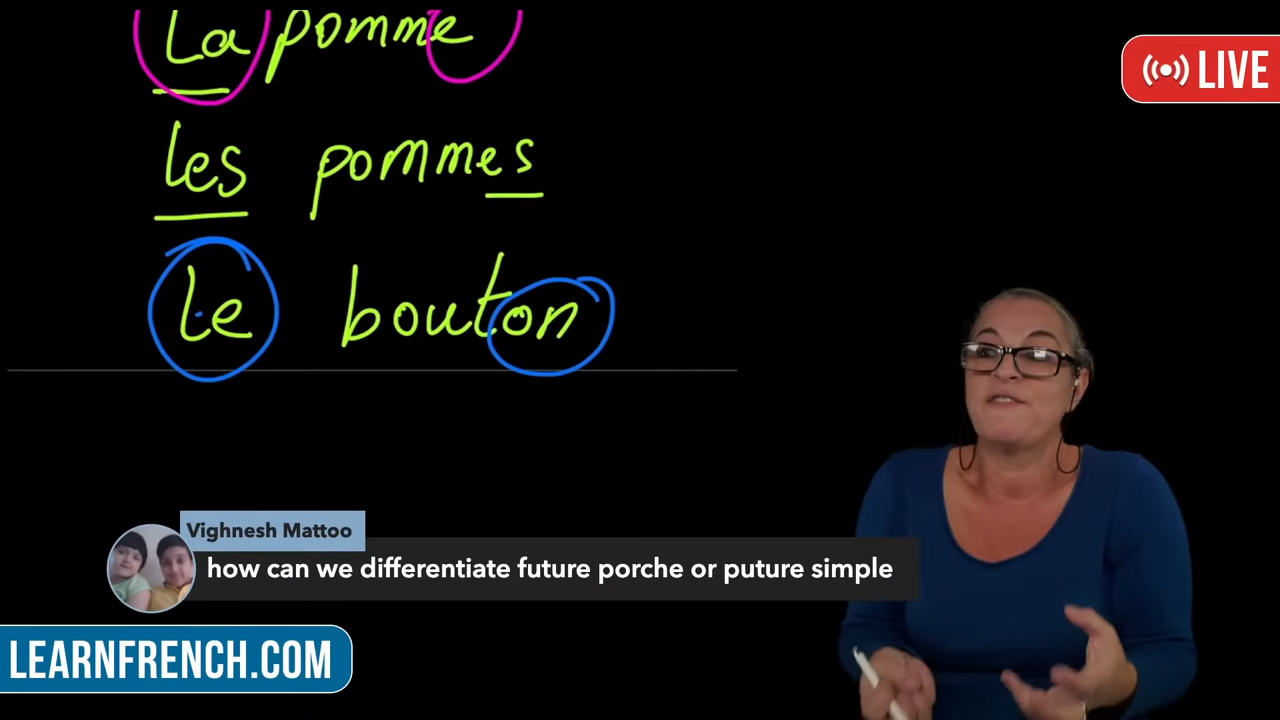 La pomme
les pommes
le bouton
LIVE
Vighnesh Mattoo
how can we differentiate future porche or puture simple
LEARNFRENCH.COM